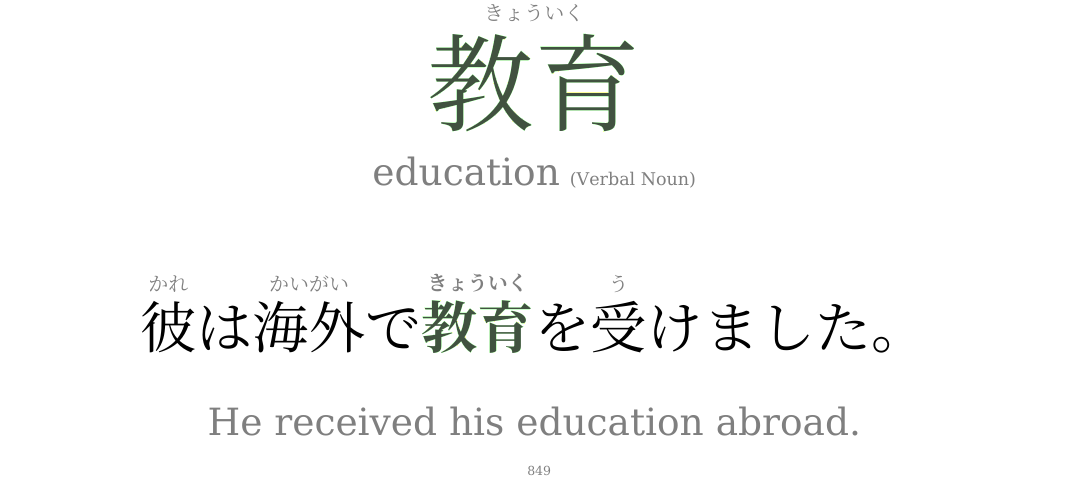 きょういく
教育
education (Verbal Noun)
かれ かいがい きょういく う
彼は海外で教育を受けました。
He received his education abroad.
849